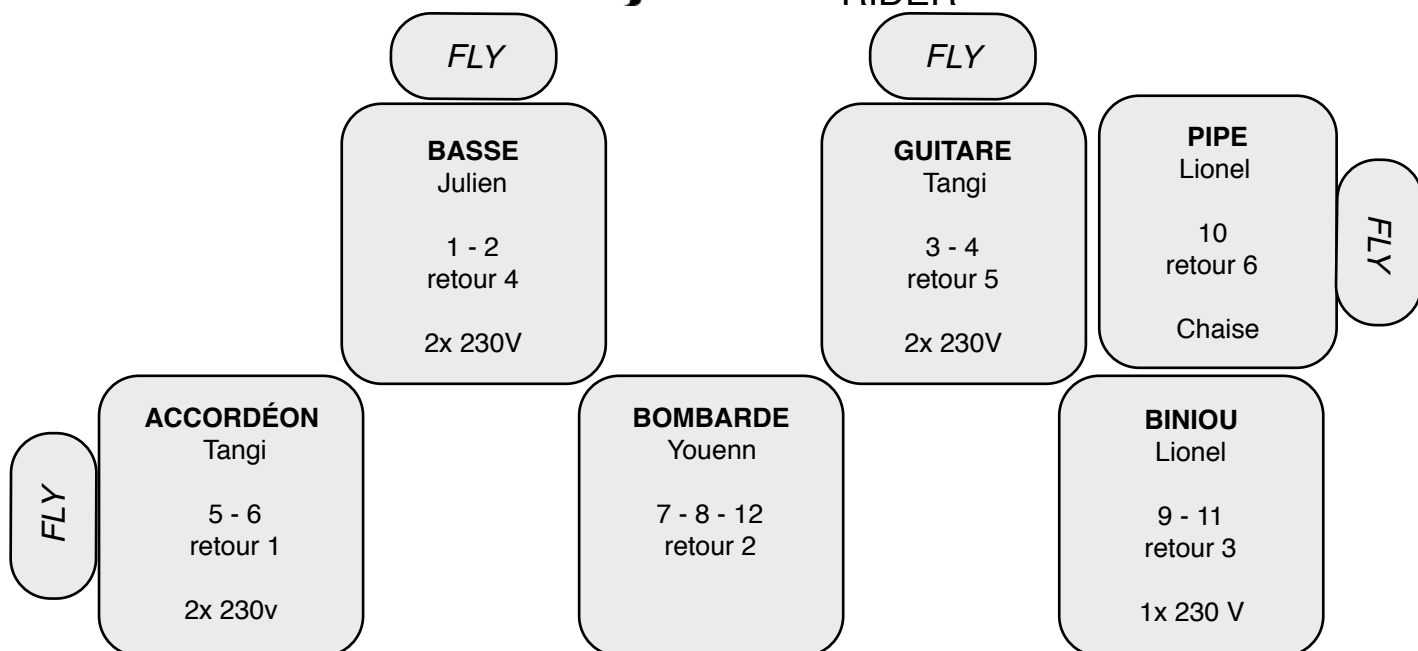 RIDER
FLY
FLY
BASSE
Julien
1 - 2
retour 4
2x 230V
GUITARE
Tangi
3 - 4
retour 5
2x 230V
PIPE
Lionel
10
retour 6
Chaise
FLY
FLY
ACCORDÉON
Tangi
5 - 6
retour 1
2x 230v
BOMBARDE
Youenn
7 - 8 - 12
retour 2
BINIOU
Lionel
9 - 11
retour 3
1x 230 V